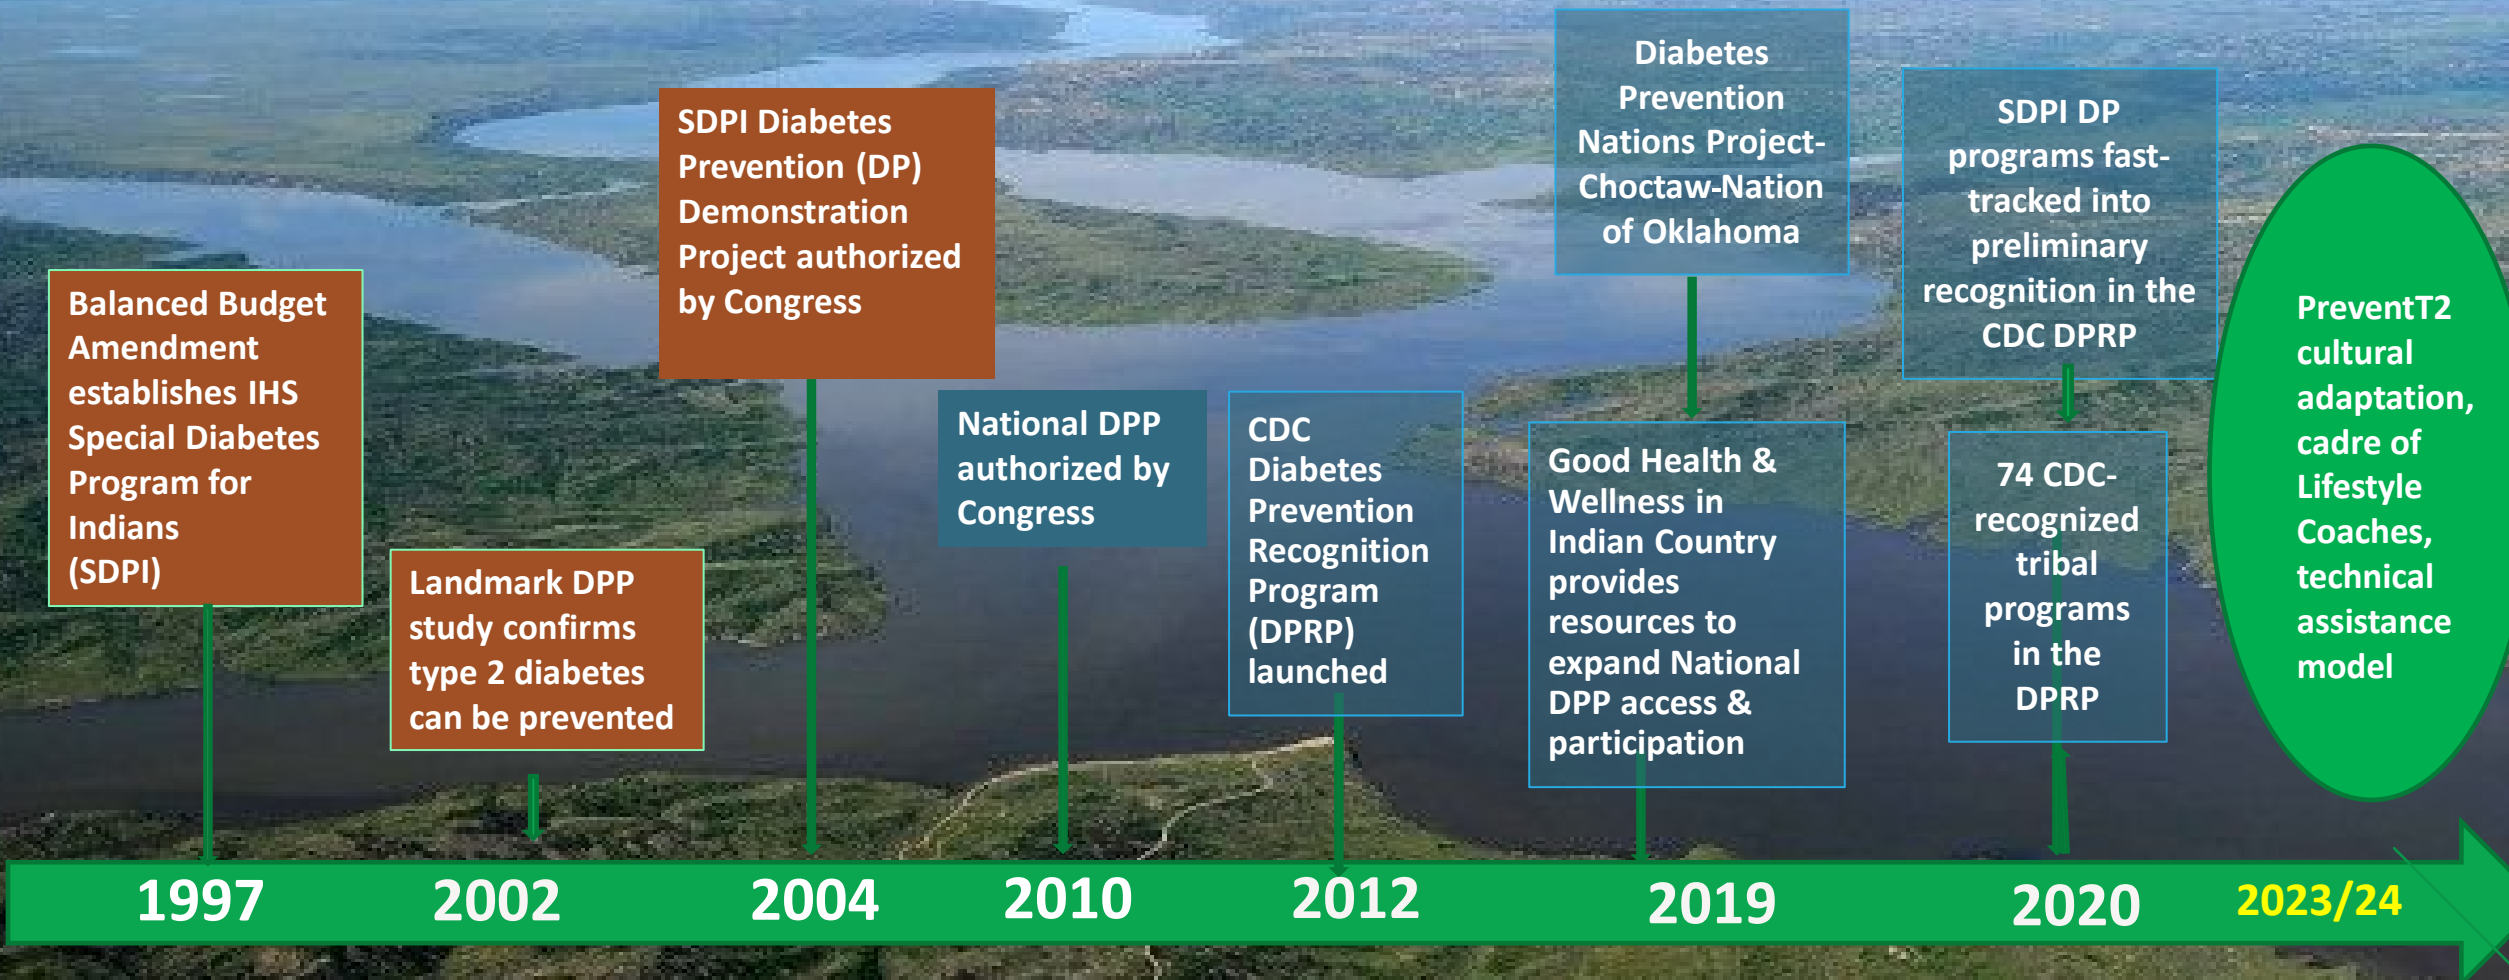 Balanced Budget
Amendment
establishes IHS
Special Diabetes
Program for
Indians
(SDPI)
Landmark DPP
study confirms
type 2 diabetes
can be prevented
SDPI Diabetes
Prevention (DP)
Demonstration
Project authorized
by Congress
National DPP
authorized by
Congress
CDC
Diabetes
Prevention
Recognition
Program
(DPRP)
launched
Diabetes
Prevention
Nations Project-
Choctaw-Nation
of Oklahoma
Good Health &
Wellness in
Indian Country
provides
resources to
expand National
DPP access &
participation
SDPI DP
programs fast-
tracked into
preliminary
recognition in the
CDC DPRP
74 CDC-
recognized
tribal
programs
in the
DPRP
PreventT2
cultural
adaptation,
cadre of
Lifestyle
Coaches,
technical
assistance
model
1997
2002
2004
2010
2012
2019
2020
2023/24